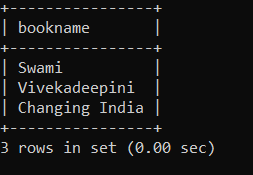 +----------------+
| bookname       |
+----------------+
| Swami          |
| Vivekadeepini  |
| Changing India |
+----------------+
3 rows in set (0.00 sec)